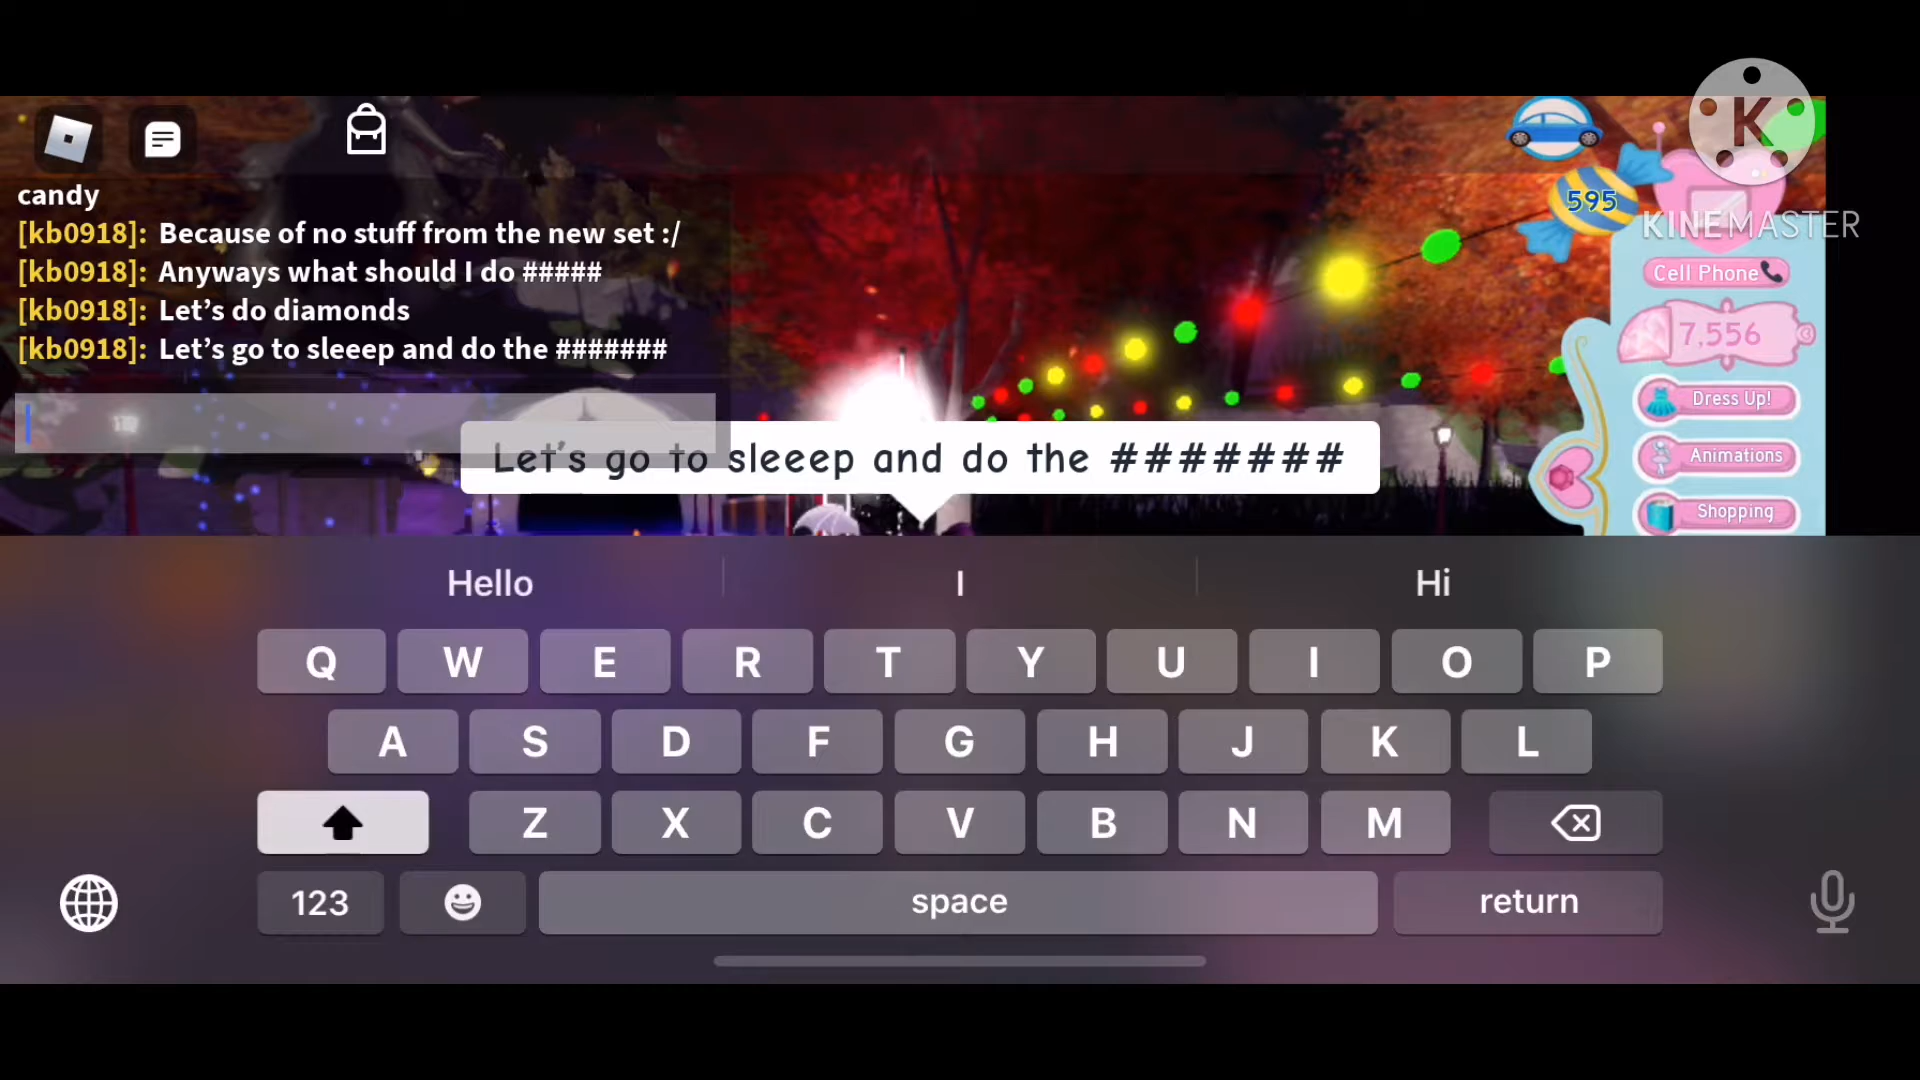 candy
[kb0918]: Because of no stuff from the new set :/
[kb0918]: Anyways what should I do #####
[kb0918]: Let’s do diamonds
[kb0918]: Let’s go to sleeep and do the #######
Let's go to sleeep and do the #######
595
K
KINEMASTER
Cell Phone
7,556
Dress Up!
Animations
Shopping
Hello I Hi
Q W E R T Y U I O P
A S D F G H J K L
Z X C V B N M
123 space return